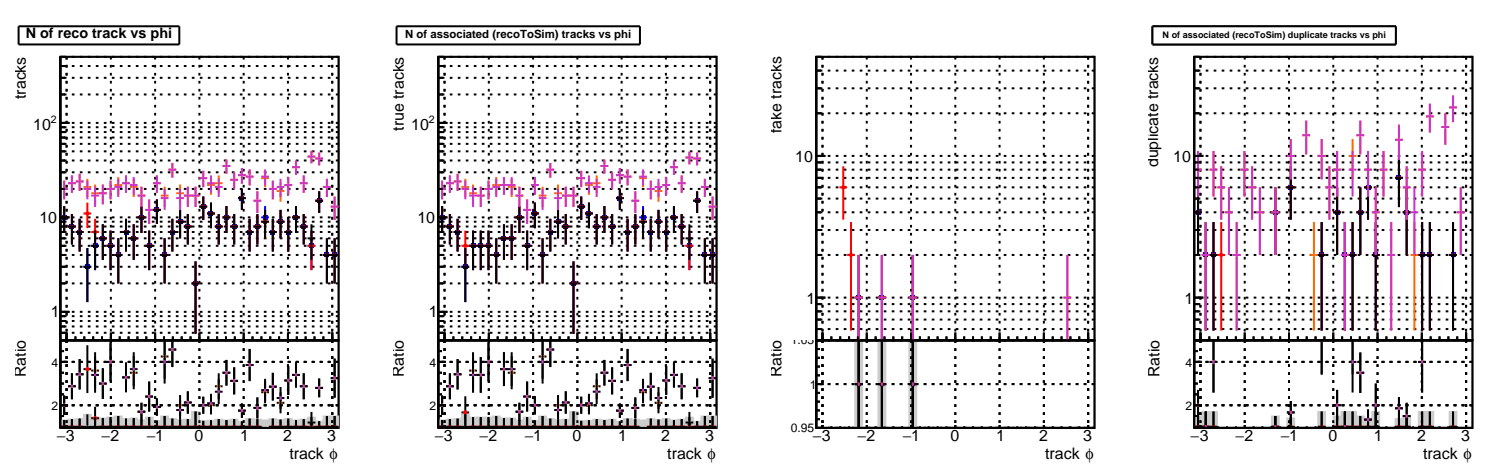 N of reco track vs phi
tracks
10²
10
1
Ratio
4
2
−3 −2 −1 0 1 2 3
track ϕ
N of associated (recoToSim) tracks vs phi
true tracks
10²
10
1
Ratio
4
2
−3 −2 −1 0 1 2 3
track ϕ
fake tracks
10
1
Ratio
1
0.95
−3 −2 −1 0 1 2 3
track ϕ
N of associated (recoToSim) duplicate tracks vs phi
duplicate tracks
10
1
Ratio
4
2
−3 −2 −1 0 1 2 3
track ϕ